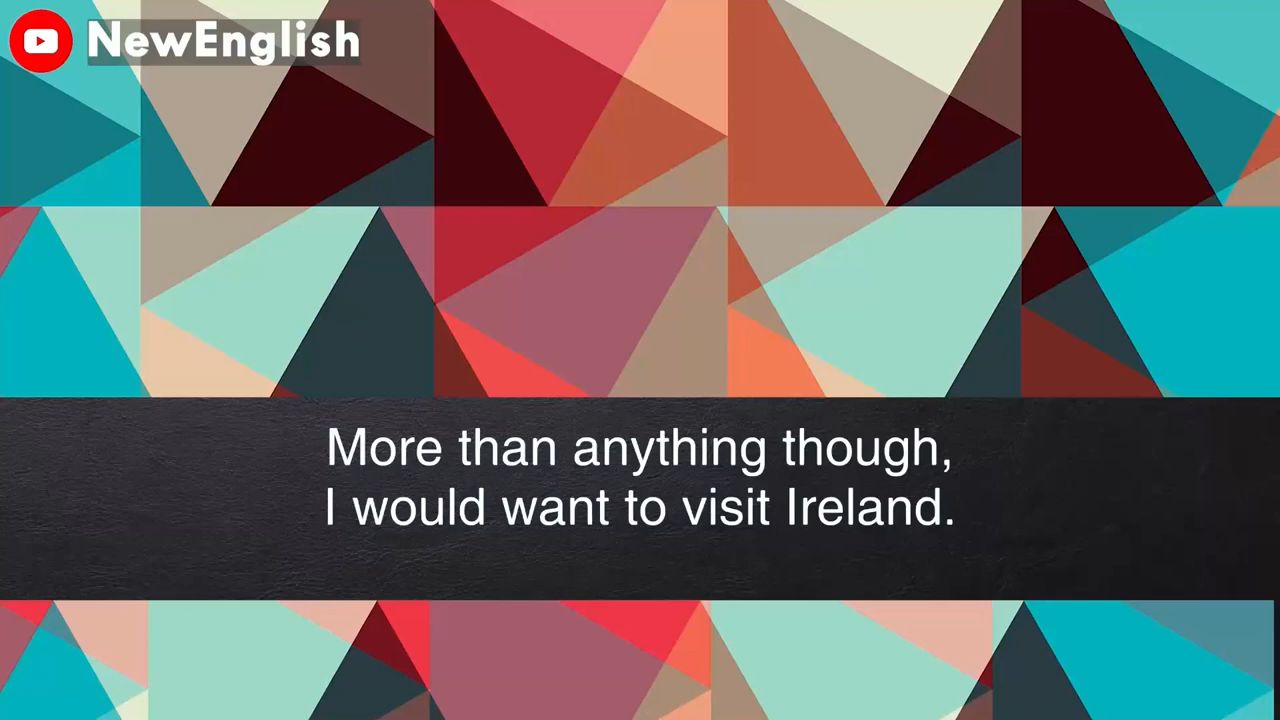 NewEnglish
More than anything though,
I would want to visit Ireland.